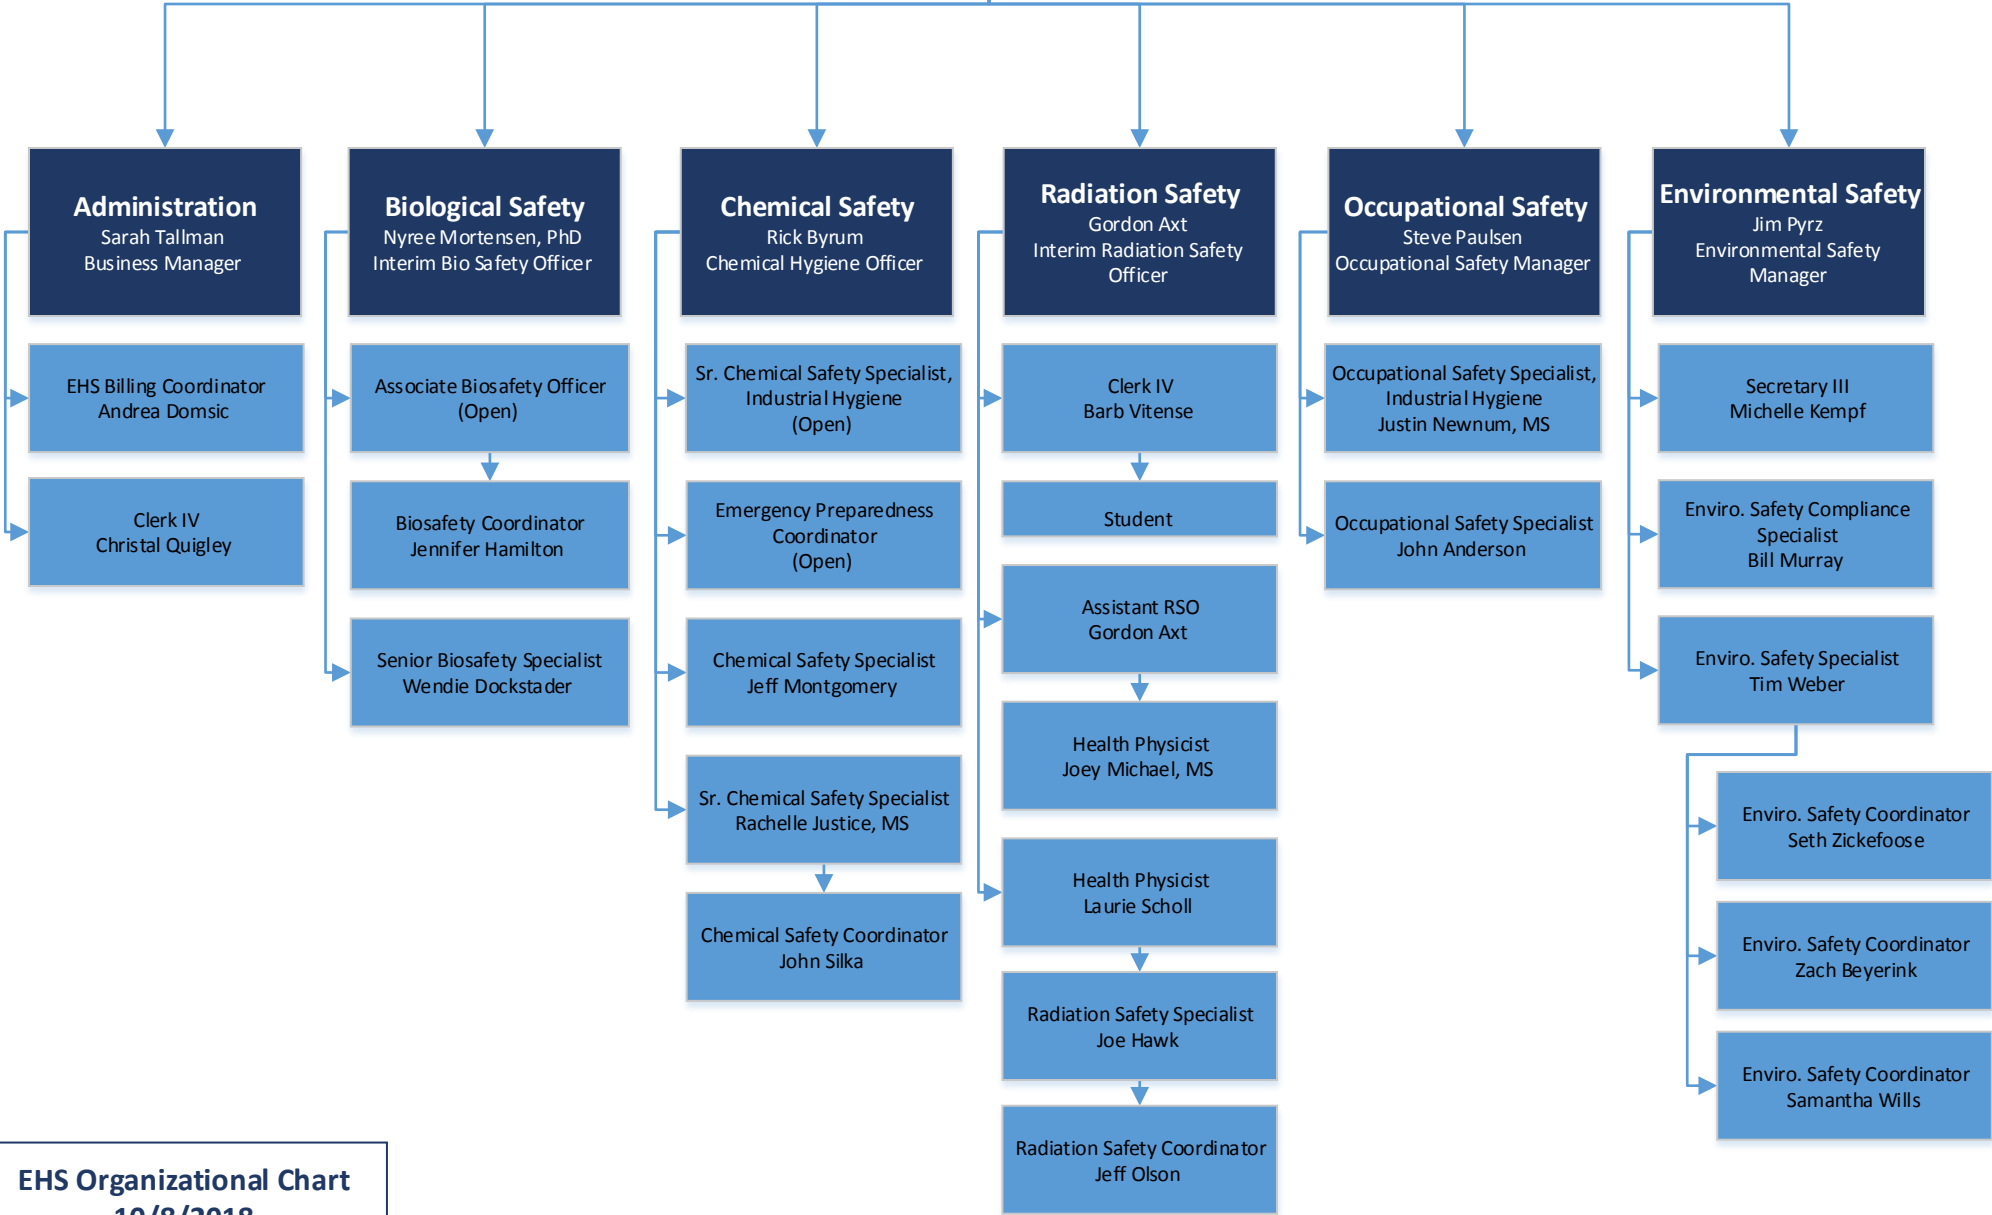 Administration
Sarah Tallman
Business Manager
EHS Billing Coordinator
Andrea Domsic
Clerk IV
Christal Quigley
Biological Safety
Nyree Mortensen, PhD
Interim Bio Safety Officer
Associate Biosafety Officer
(Open)
Biosafety Coordinator
Jennifer Hamilton
Senior Biosafety Specialist
Wendie Dockstader
Chemical Safety
Rick Byrum
Chemical Hygiene Officer
Sr. Chemical Safety Specialist,
Industrial Hygiene
(Open)
Emergency Preparedness
Coordinator
(Open)
Chemical Safety Specialist
Jeff Montgomery
Sr. Chemical Safety Specialist
Rachelle Justice, MS
Chemical Safety Coordinator
John Silka
Radiation Safety
Gordon Axt
Interim Radiation Safety
Officer
Clerk IV
Barb Vitense
Student
Assistant RSO
Gordon Axt
Health Physicist
Joey Michael, MS
Health Physicist
Laurie Scholl
Radiation Safety Specialist
Joe Hawk
Radiation Safety Coordinator
Jeff Olson
Occupational Safety
Steve Paulsen
Occupational Safety Manager
Occupational Safety Specialist,
Industrial Hygiene
Justin Newnum, MS
Occupational Safety Specialist
John Anderson
Environmental Safety
Jim Pyrz
Environmental Safety
Manager
Secretary III
Michelle Kempf
Enviro. Safety Compliance
Specialist
Bill Murray
Enviro. Safety Specialist
Tim Weber
Enviro. Safety Coordinator
Seth Zickefoose
Enviro. Safety Coordinator
Zach Beyerink
Enviro. Safety Coordinator
Samantha Wills
EHS Organizational Chart
10/8/2018